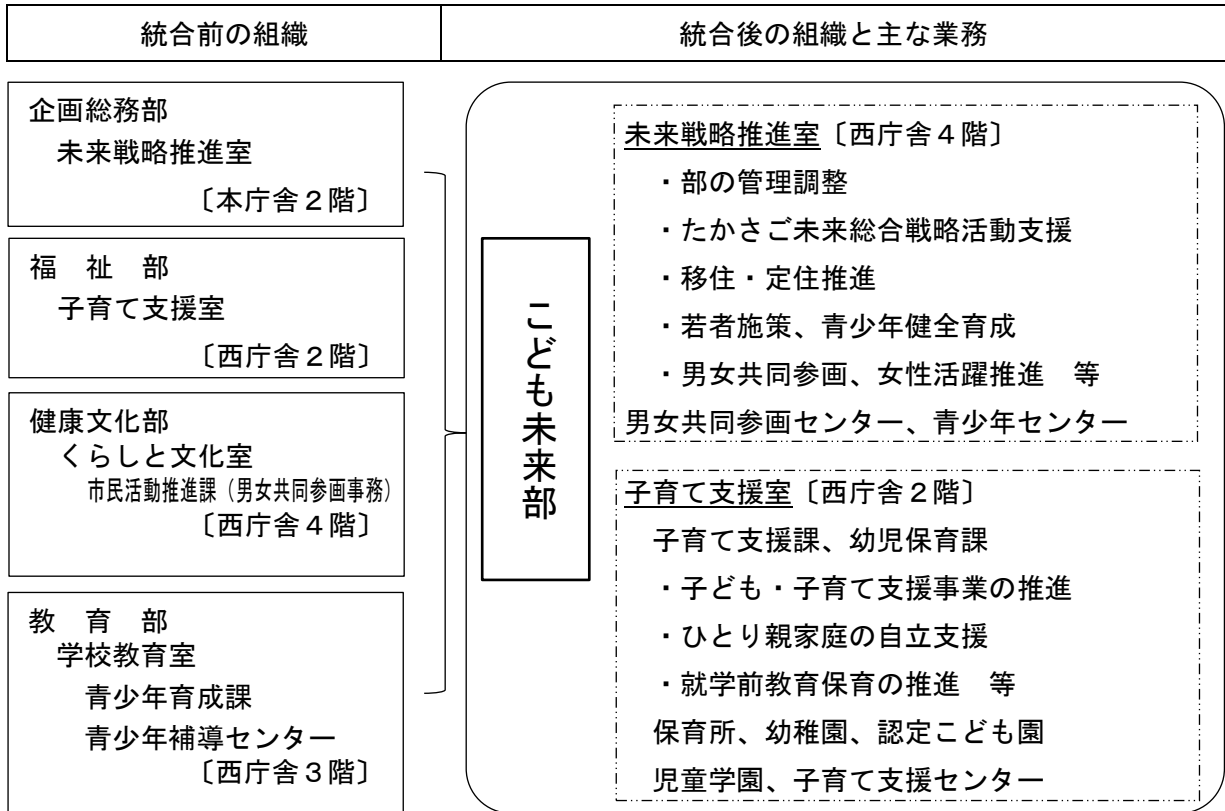 統合前の組織
統合後の組織と主な業務
企画総務部
未来戦略推進室
〔本庁舎２階〕
福　祉　部
子育て支援室
〔西庁舎２階〕
健康文化部
くらしと文化室
市民活動推進課（男女共同参画事務）
〔西庁舎４階〕
教　育　部
学校教育室
青少年育成課
青少年補導センター
〔西庁舎３階〕
こども未来部
未来戦略推進室〔西庁舎４階〕
・部の管理調整
・たかさご未来総合戦略活動支援
・移住・定住推進
・若者施策、青少年健全育成
・男女共同参画、女性活躍推進　等
男女共同参画センター、青少年センター
子育て支援室〔西庁舎２階〕
子育て支援課、幼児保育課
・子ども・子育て支援事業の推進
・ひとり親家庭の自立支援
・就学前教育保育の推進　等
保育所、幼稚園、認定こども園
児童学園、子育て支援センター